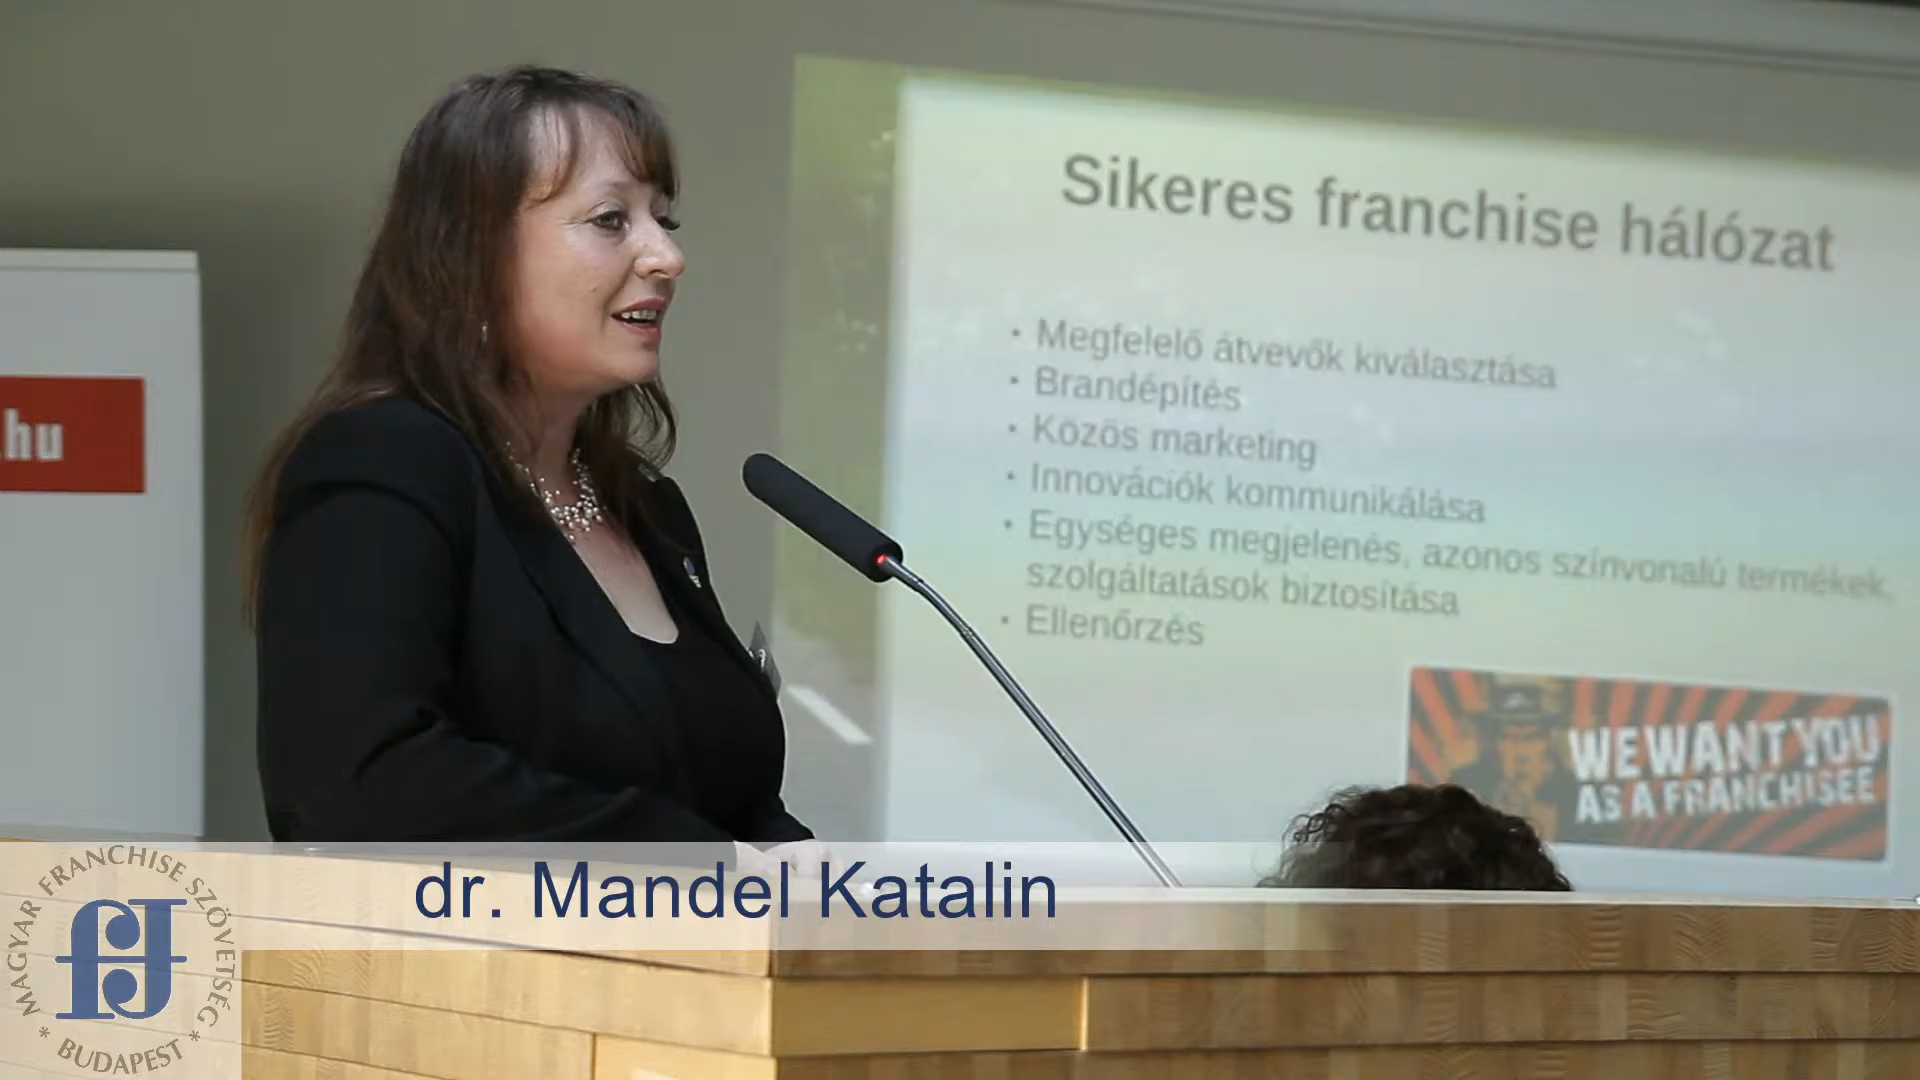 Sikeres franchise hálózat
• Megfelelő átvevők kiválasztása
• Brandépítés
• Közös marketing
• Innovációk kommunikálása
• Egységes megjelenés, azonos színvonalú termékek,
szolgáltatások biztosítása
• Ellenőrzés
WE WANT YOU
AS A FRANCHISEE
.hu
dr. Mandel Katalin
MAGYAR FRANCHISE SZÖVETSÉG
* BUDAPEST *